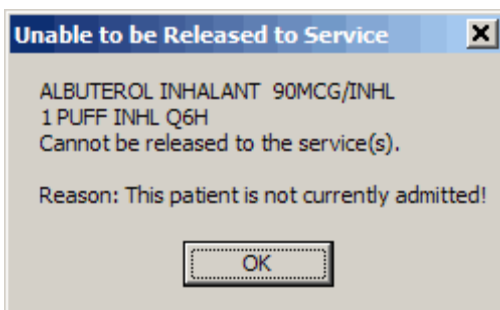 Unable to be Released to Service
ALBUTEROL INHALANT 90MCG/INHL
1 PUFF INHL Q6H
Cannot be released to the service(s).
Reason: This patient is not currently admitted!
OK